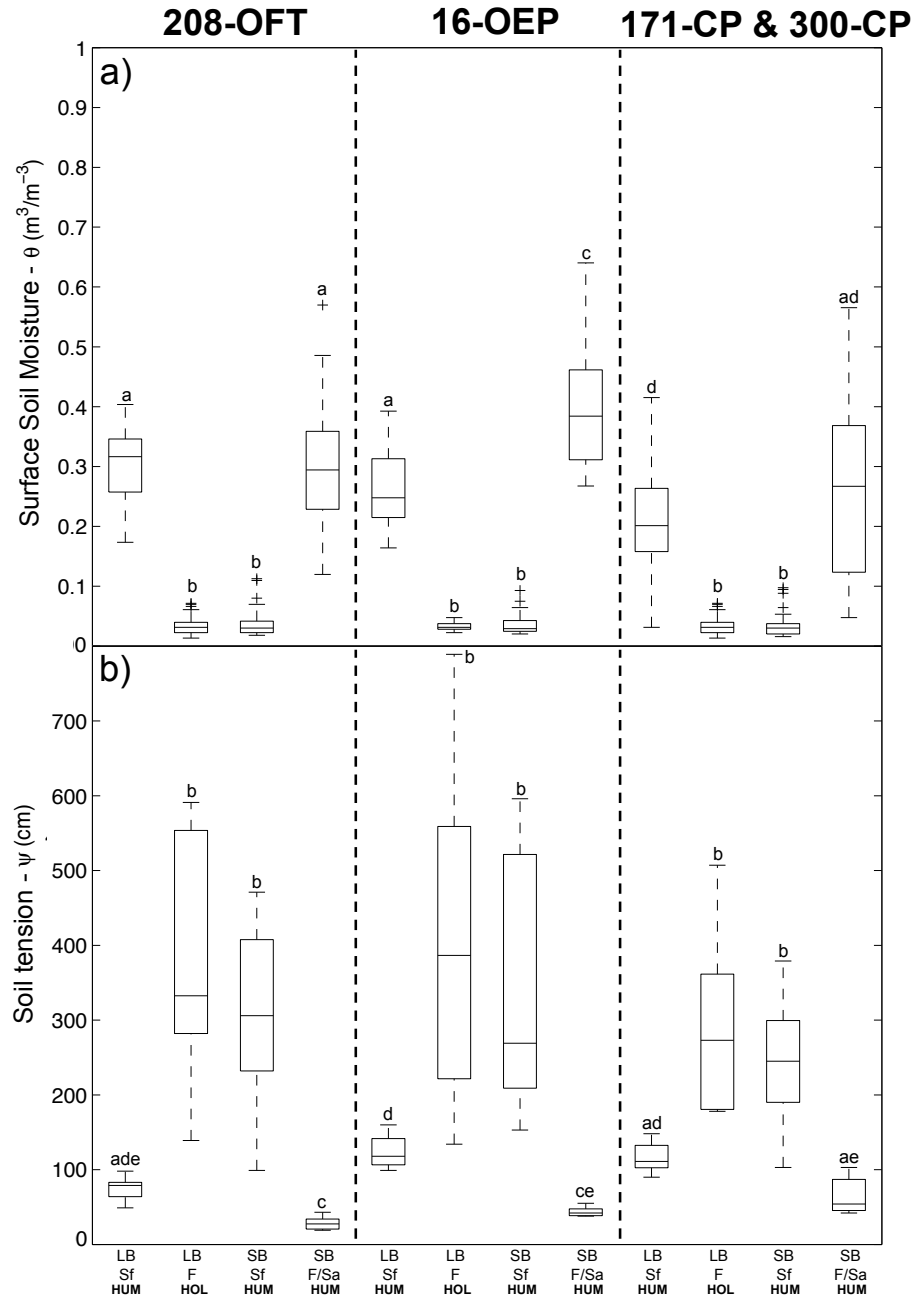 208-OFT 16-OEP 171-CP & 300-CP
a)
1
0.9
0.8
0.7
0.6
0.5
0.4
0.3
0.2
0.1
0
Surface Soil Moisture - θ (m³/m⁻³)
a b b a
a b b c
d b b ad
b)
700
600
500
400
300
200
100
0
Soil tension - ψ (cm)
ade b b c
d b b ce
ad b b ae
LB LB SB SB LB LB SB SB LB LB SB SB
Sf F Sf F/Sa Sf F Sf F/Sa Sf F Sf F/Sa
HUM HOL HUM HUM HUM HOL HUM HUM HUM HOL HUM HUM